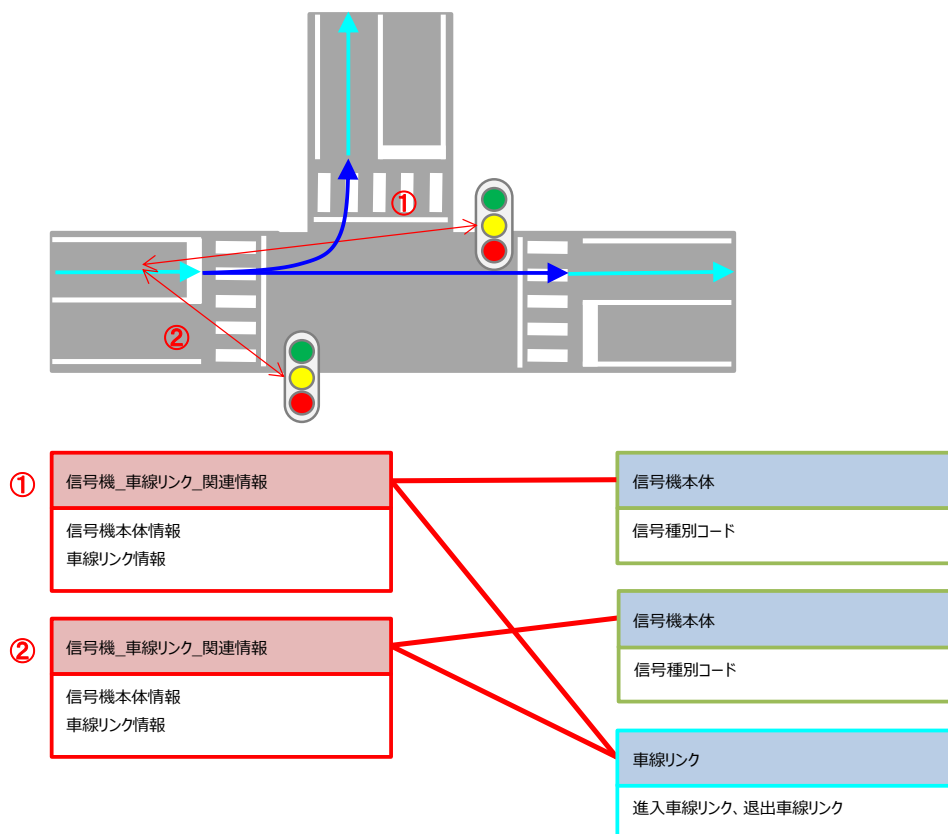 ①
②
①
信号機_車線リンク_関連情報
信号機本体情報
車線リンク情報
②
信号機_車線リンク_関連情報
信号機本体情報
車線リンク情報
信号機本体
信号種別コード
信号機本体
信号種別コード
車線リンク
進入車線リンク、退出車線リンク